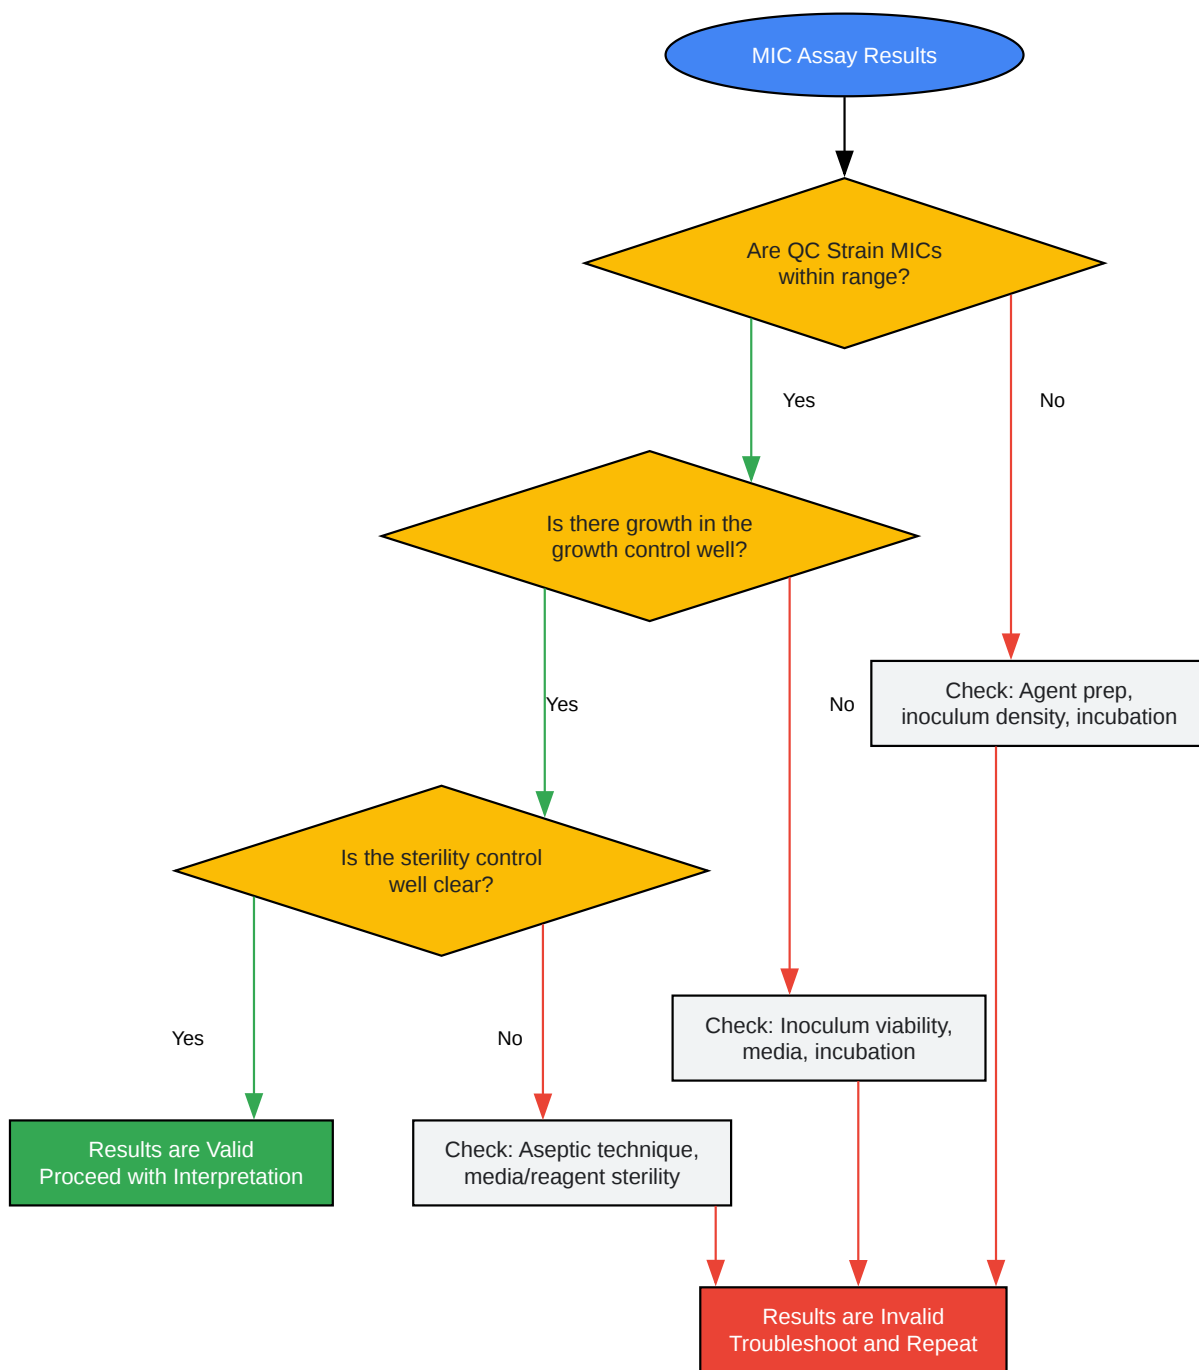 MIC Assay Results
Are QC Strain MICs
within range?
Yes
No
Is there growth in the
growth control well?
Yes
No
Check: Agent prep,
inoculum density, incubation
Is the sterility control
well clear?
Yes
No
Check: Inoculum viability,
media, incubation
Results are Valid
Proceed with Interpretation
Check: Aseptic technique,
media/reagent sterility
Results are Invalid
Troubleshoot and Repeat